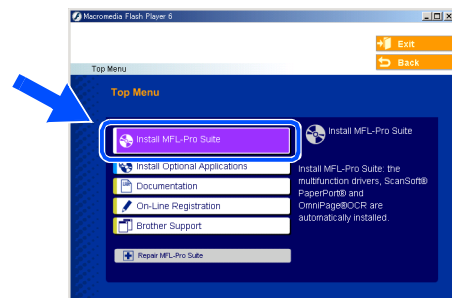 Macromedia Flash Player 6
Exit
Back
Top Menu
Top Menu
Install MFL-Pro Suite
Install Optional Applications
Documentation
On-Line Registration
Brother Support
Repair MFL-Pro Suite
Install MFL-Pro Suite
Install MFL-Pro Suite: the
multifunction drivers, ScanSoft®
PaperPort® and
OmniPage®OCR are
automatically installed.